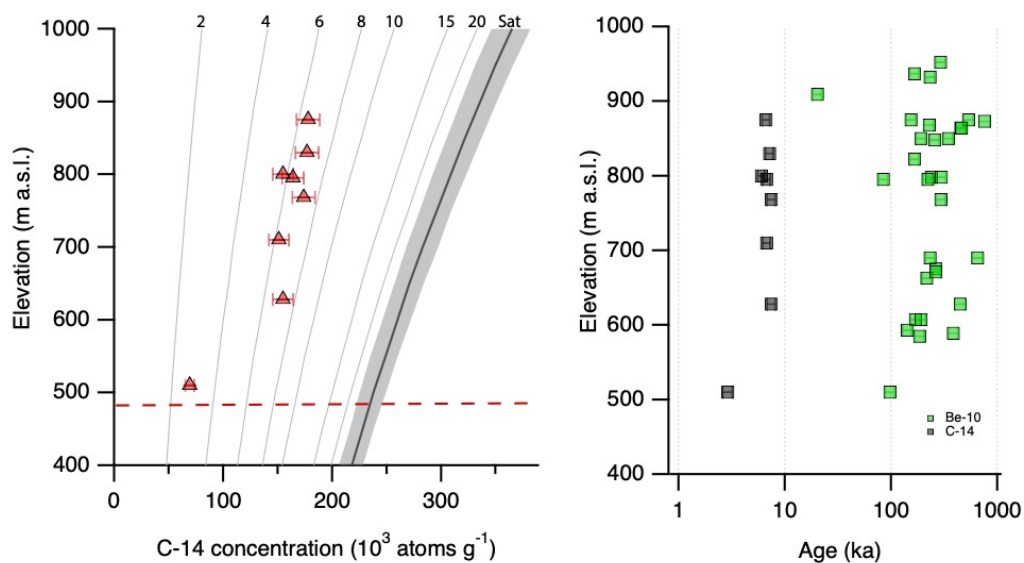 2 4 6 8 10 15 20 Sat
1000
900
800
700
600
500
400
Elevation (m a.s.l.)
0 100 200 300
C-14 concentration (10³ atoms g⁻¹)
1000
900
800
700
600
500
400
Elevation (m a.s.l.)
Be-10
C-14
1 10 100 1000
Age (ka)